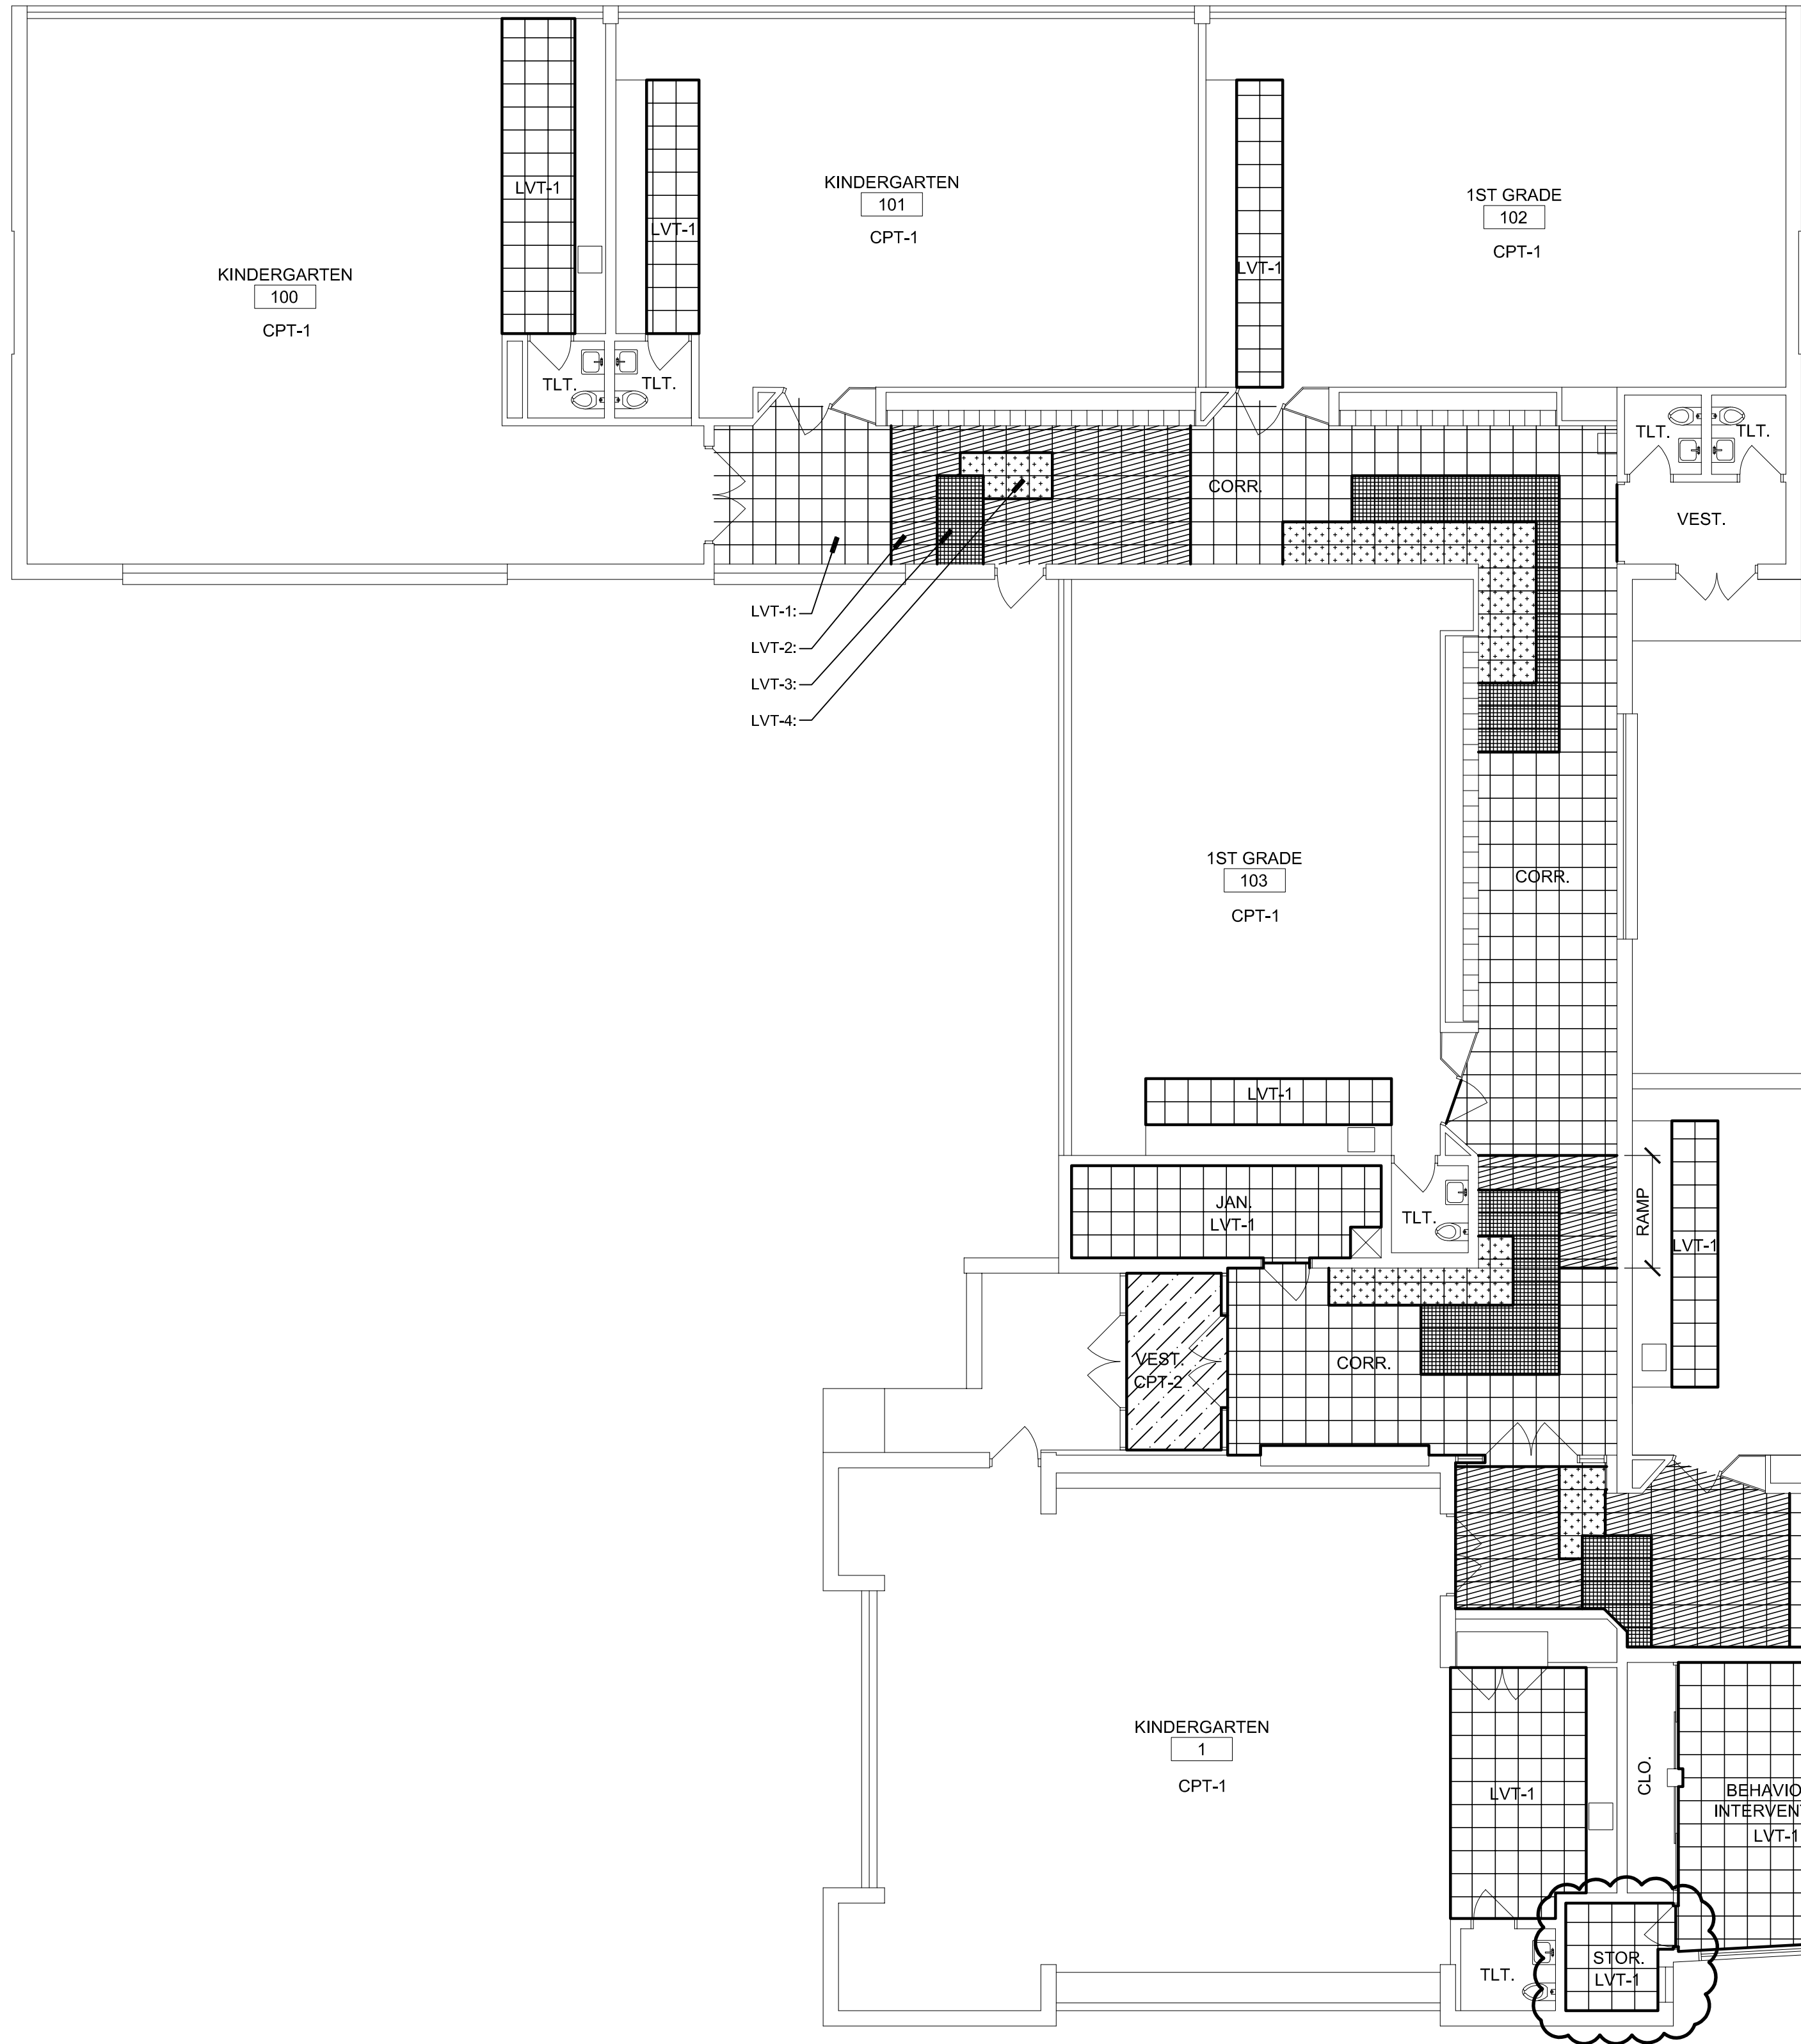 LVT-1
LVT-1
KINDERGARTEN
101
CPT-1
1ST GRADE
102
CPT-1
LVT-1
KINDERGARTEN
100
CPT-1
TLT.
TLT.
TLT.
TLT.
CORR.
VEST.
LVT-1:
LVT-2:
LVT-3:
LVT-4:
1ST GRADE
103
CPT-1
CORR.
LVT-1
JAN.
LVT-1
TLT.
RAMP
LVT-1
VEST.
CPT-2
CORR.
KINDERGARTEN
1
CPT-1
LVT-1
CLO.
BEHAVIO
INTERVEN
LVT-1
TLT.
STOR.
LVT-1